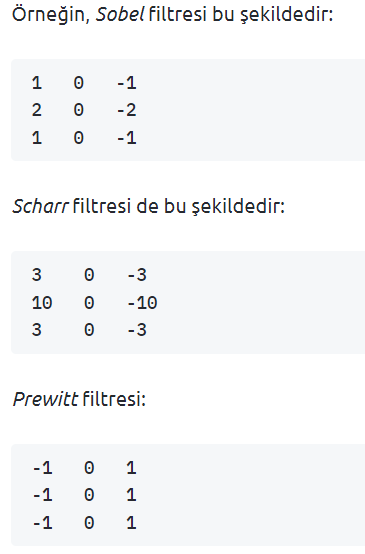 Örneğin, Sobel filtresi bu şekildedir:
1 0 -1
2 0 -2
1 0 -1
Scharr filtresi de bu şekildedir:
3 0 -3
10 0 -10
3 0 -3
Prewitt filtresi:
-1 0 1
-1 0 1
-1 0 1